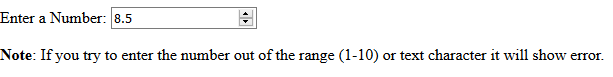 Enter a Number: 8.5
Note: If you try to enter the number out of the range (1-10) or text character it will show error.